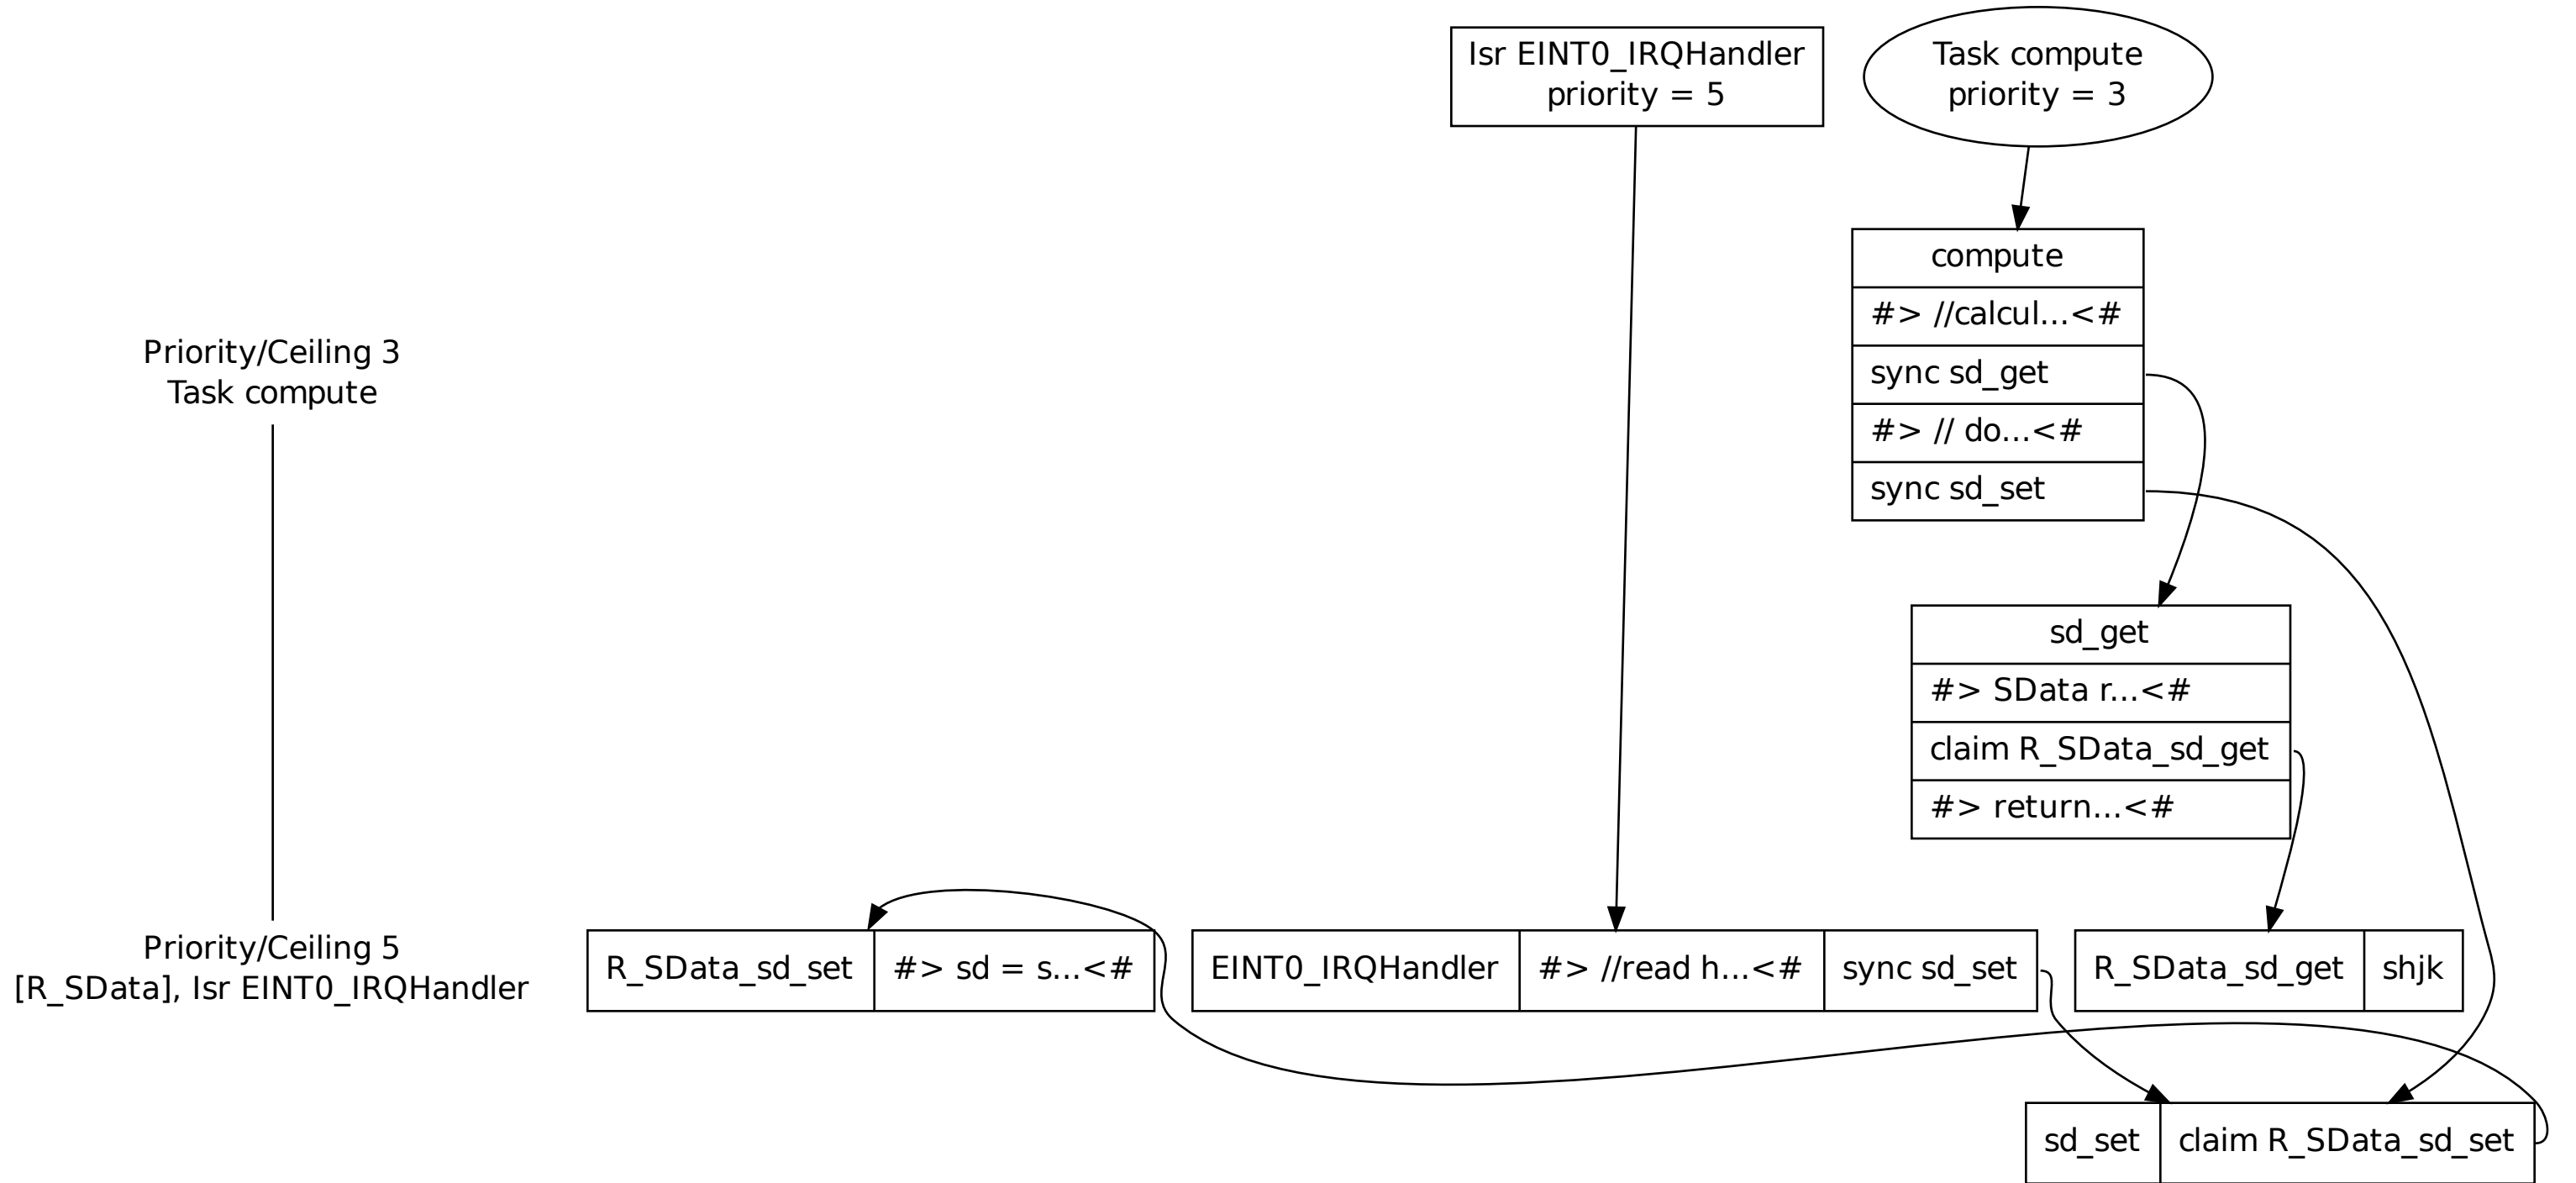 Isr EINT0_IRQHandler
priority = 5
Task compute
priority = 3
compute
#> //calcul...<#
sync sd_get
#> // do...<#
sync sd_set
Priority/Ceiling 3
Task compute
sd_get
#> SData r...<#
claim R_SData_sd_get
#> return...<#
Priority/Ceiling 5
[R_SData], Isr EINT0_IRQHandler
R_SData_sd_set
#> sd = s...<#
EINT0_IRQHandler
#> //read h...<#
sync sd_set
R_SData_sd_get
shjk
sd_set
claim R_SData_sd_set